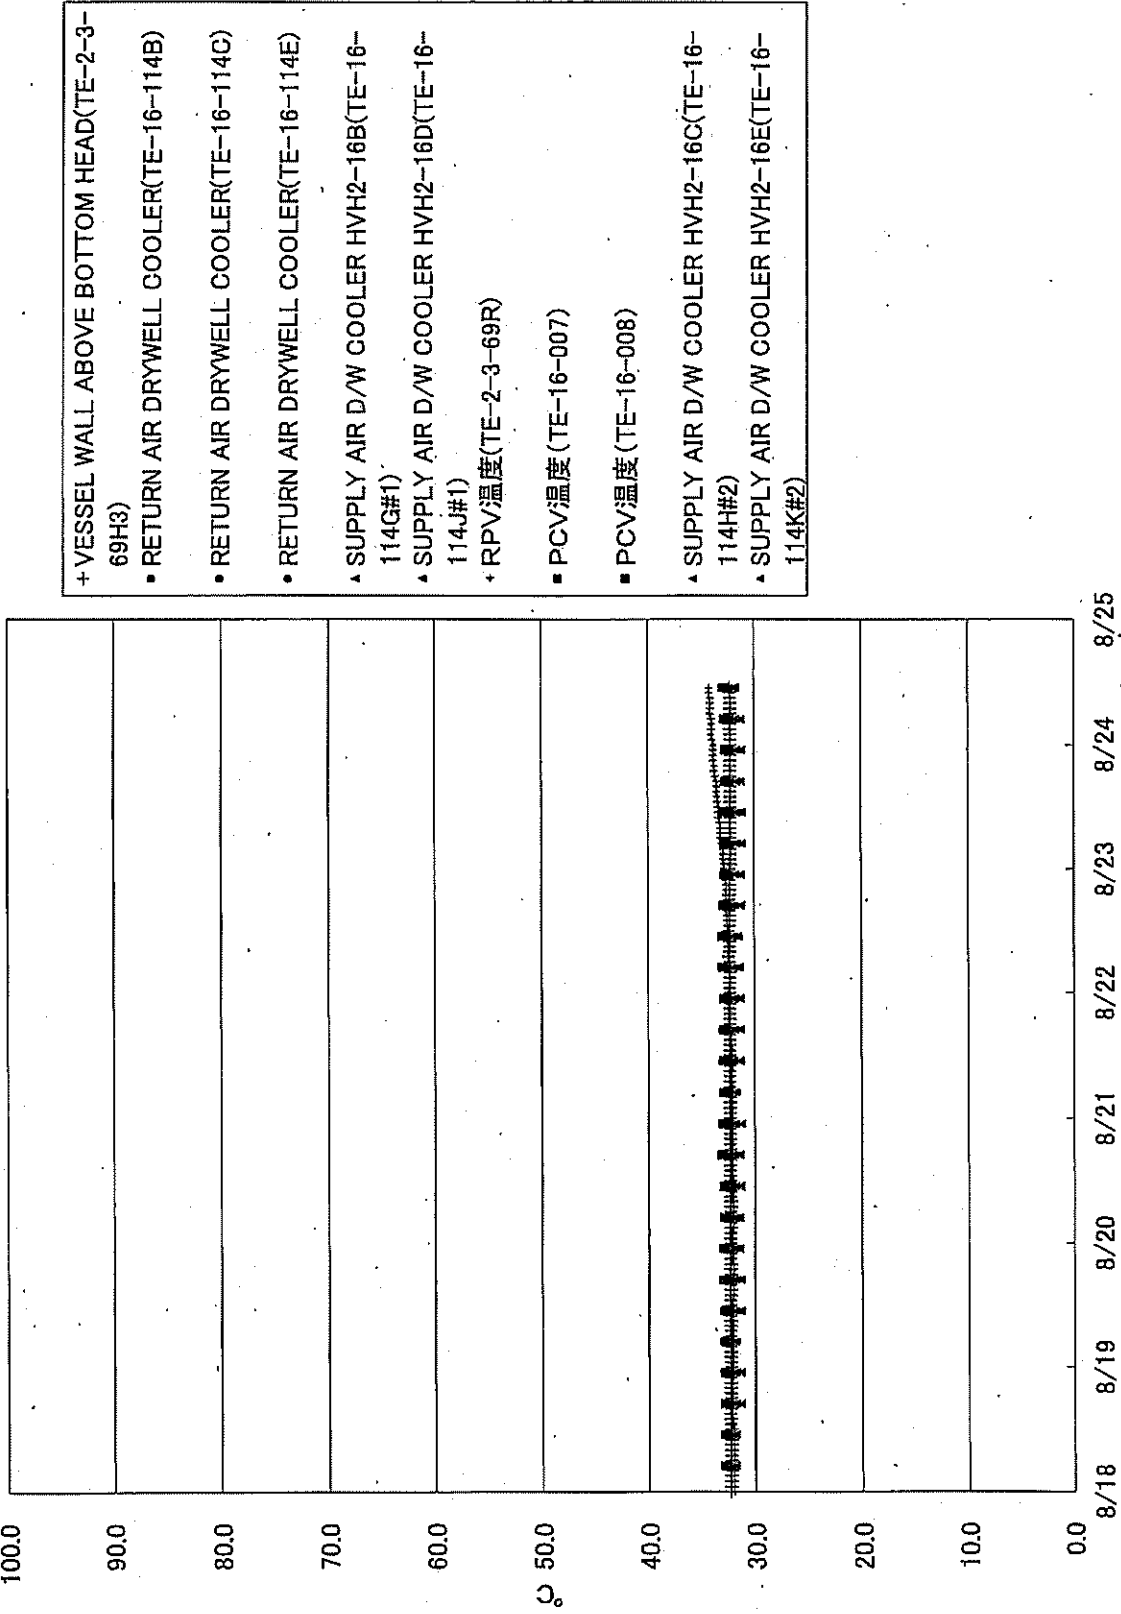 + VESSEL WALL ABOVE BOTTOM HEAD(TE-2-3-
69H3)
• RETURN AIR DRYWELL COOLER(TE-16-114B)
• RETURN AIR DRYWELL COOLER(TE-16-114C)
• RETURN AIR DRYWELL COOLER(TE-16-114E)
▲ SUPPLY AIR D/W COOLER HVH2-16B(TE-16-
114G#1)
▲ SUPPLY AIR D/W COOLER HVH2-16D(TE-16-
114J#1)
+ RPV温度(TE-2-3-69R)
■ PCV温度(TE-16-007)
■ PCV温度(TE-16-008)
▲ SUPPLY AIR D/W COOLER HVH2-16C(TE-16-
114H#2)
▲ SUPPLY AIR D/W COOLER HVH2-16E(TE-16-
114K#2)
100.0
90.0
80.0
70.0
60.0
50.0
40.0
30.0
20.0
10.0
0.0
℃
8/18
8/19
8/20
8/21
8/22
8/23
8/24
8/25